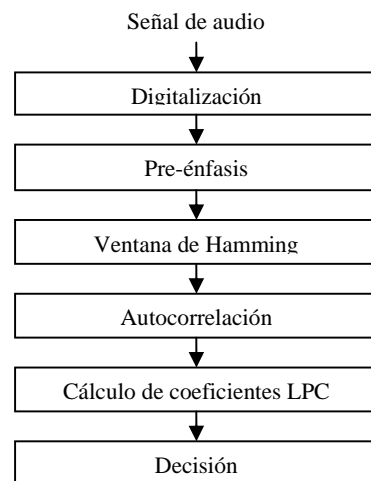 Señal de audio
Digitalización
Pre-énfasis
Ventana de Hamming
Autocorrelación
Cálculo de coeficientes LPC
Decisión